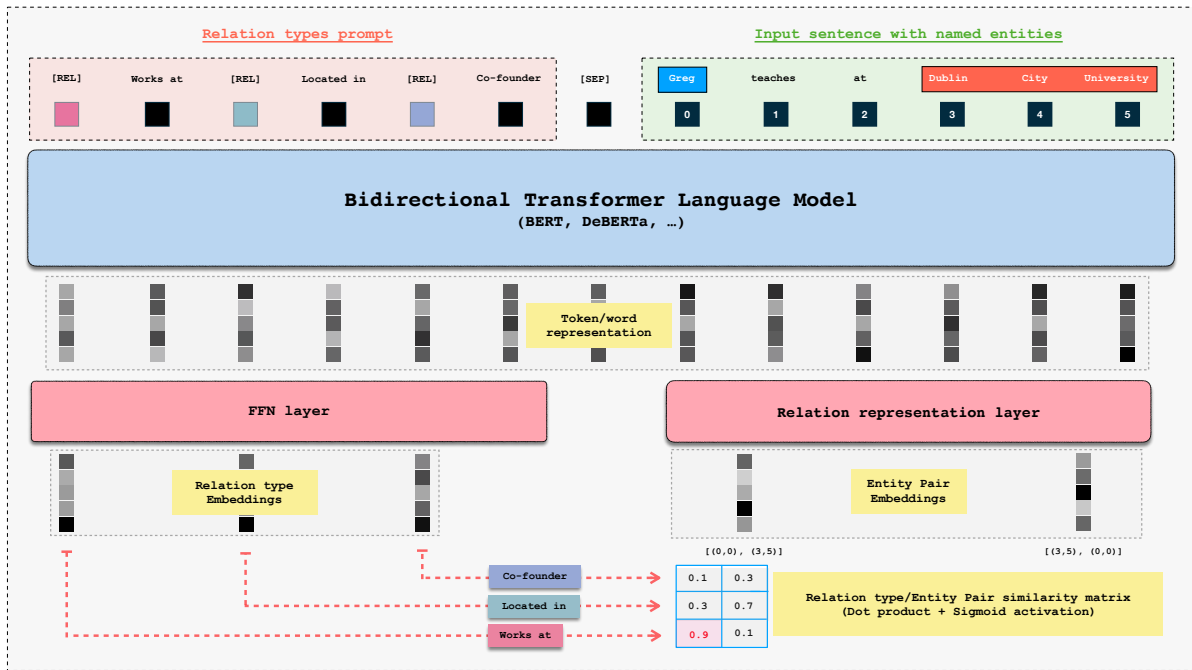 Relation types prompt
Input sentence with named entities
[REL] Works at [REL] Located in [REL] Co-founder [SEP] Greg teaches at Dublin City University
0 1 2 3 4 5
Bidirectional Transformer Language Model
(BERT, DeBERTa, …)
Token/word
representation
FFN layer
Relation representation layer
Relation type
Embeddings
Entity Pair
Embeddings
[(0,0), (3,5)] [(3,5), (0,0)]
Co-founder 0.1 0.3
Located in 0.3 0.7
Works at 0.9 0.1
Relation type/Entity Pair similarity matrix
(Dot product + Sigmoid activation)